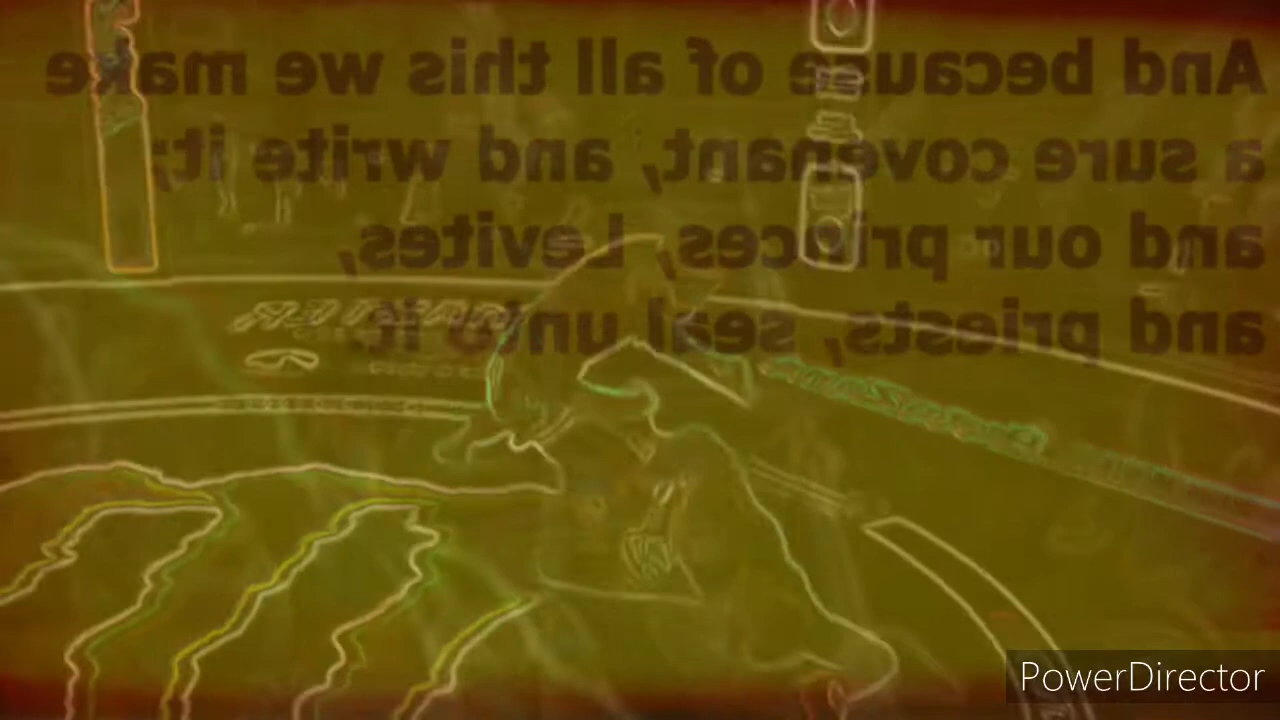 And because of all this we make
a sure covenant, and write it;
and our princes, Levites,
and priests, seal unto it.
PowerDirector